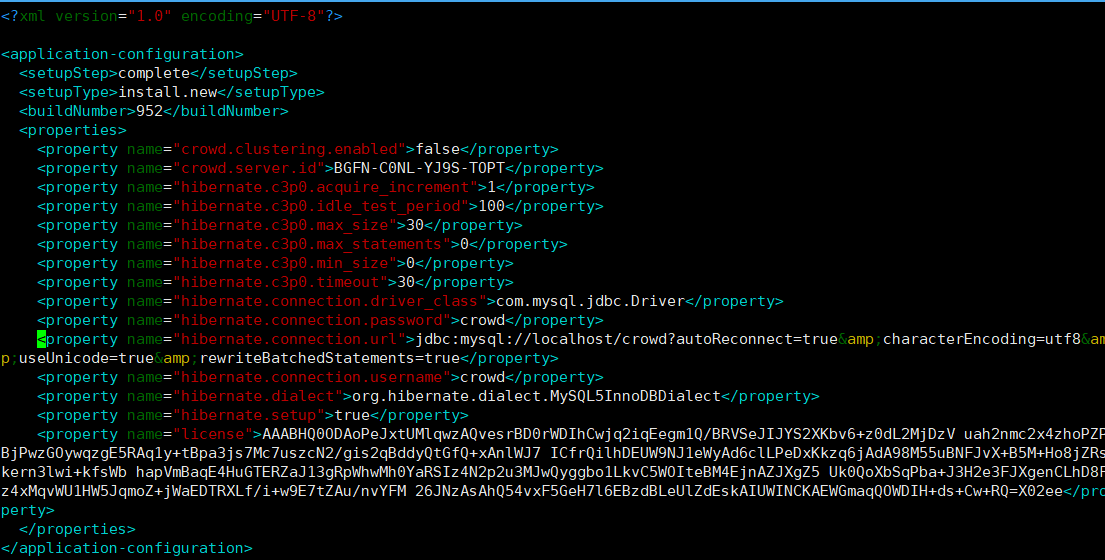 <?xml version="1.0" encoding="UTF-8"?>
<application-configuration>
<setupStep>complete</setupStep>
<setupType>install.new</setupType>
<buildNumber>952</buildNumber>
<properties>
<property name="crowd.clustering.enabled">false</property>
<property name="crowd.server.id">BGFN-C0NL-YJ9S-TOPT</property>
<property name="hibernate.c3p0.acquire_increment">1</property>
<property name="hibernate.c3p0.idle_test_period">100</property>
<property name="hibernate.c3p0.max_size">30</property>
<property name="hibernate.c3p0.max_statements">0</property>
<property name="hibernate.c3p0.min_size">0</property>
<property name="hibernate.c3p0.timeout">30</property>
<property name="hibernate.connection.driver_class">com.mysql.jdbc.Driver</property>
<property name="hibernate.connection.password">crowd</property>
<property name="hibernate.connection.url">jdbc:mysql://localhost/crowd?autoReconnect=true&amp;characterEncoding=utf8&am
p;useUnicode=true&amp;rewriteBatchedStatements=true</property>
<property name="hibernate.connection.username">crowd</property>
<property name="hibernate.dialect">org.hibernate.dialect.MySQL5InnoDBDialect</property>
<property name="hibernate.setup">true</property>
<property name="license">AAABHQ0ODAoPeJxtUMlqwzAQvesrBD0rWDIhCwjq2iqEegm1Q/BRVSeJIJYS2XKbv6+z0dL2MjDzV uah2nmc2x4zhoPZP
BjPwzGOywqzgE5RAq1y+tBpa3js7Mc7uszcN2/gis2qBddyQtGfQ+xAnlWJ7 ICfrQilhDEUW9NJ1eWyAd6clLPeDxKkzq6jAdA98M55uBNFJvX+B5M+Ho8jZRs
kern3lwi+kfsWb hapVmBaqE4HuGTERZaJ13gRpWhwMh0YaRSIz4N2p2u3MJwQyggbo1LkvC5WOIteBM4EjnAZJXgZ5 Uk0QoXbSqPba+J3H2e3FJXgenCLhD8F
z4xMqvWU1HW5JqmoZ+jWaEDTRXLf/i+w9E7tZAu/nvYFM 26JNzAsAhQ54vxF5GeH7l6EBzdBLeUlZdEskAIUWINCKAEWGmaqQOWDIH+ds+Cw+RQ=X02ee</pro
perty>
</properties>
</application-configuration>